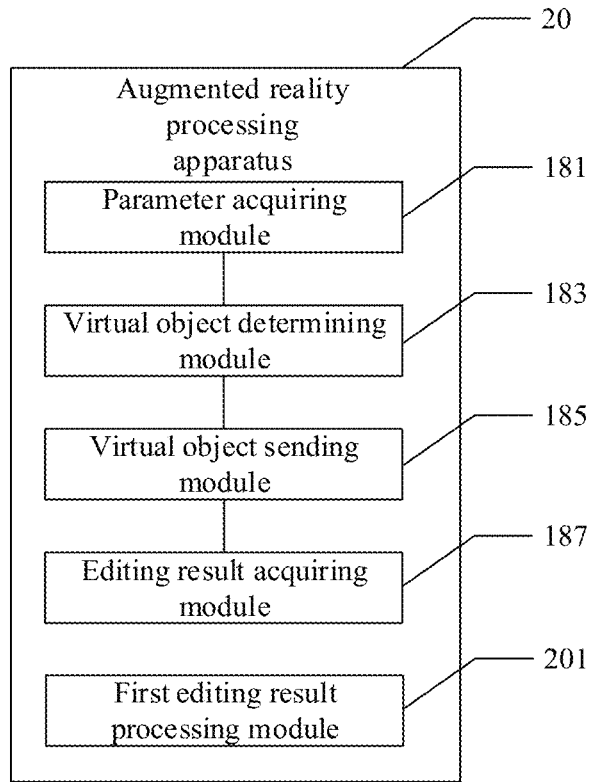 20
Augmented reality
processing
apparatus
181
Parameter acquiring
module
183
Virtual object determining
module
185
Virtual object sending
module
187
Editing result acquiring
module
201
First editing result
processing module